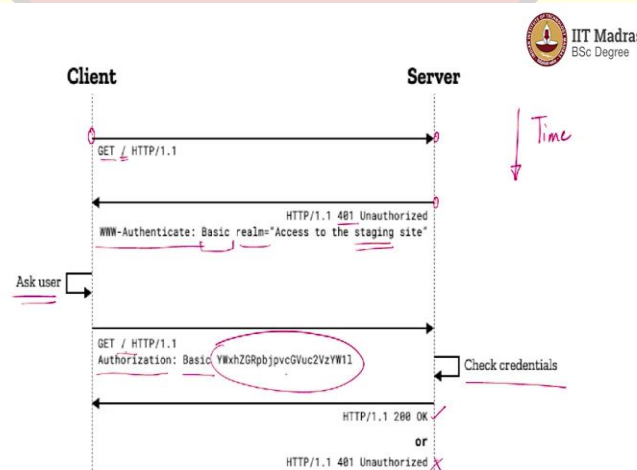 IIT Madras
BSc Degree
Client Server
Time
GET / HTTP/1.1
HTTP/1.1 401 Unauthorized
WWW-Authenticate: Basic realm="Access to the staging site"
Ask user
GET / HTTP/1.1
Authorization: Basic YWxhZGRpbjpvcGVuc2VzYW1l
Check credentials
HTTP/1.1 200 OK
or
HTTP/1.1 401 Unauthorized